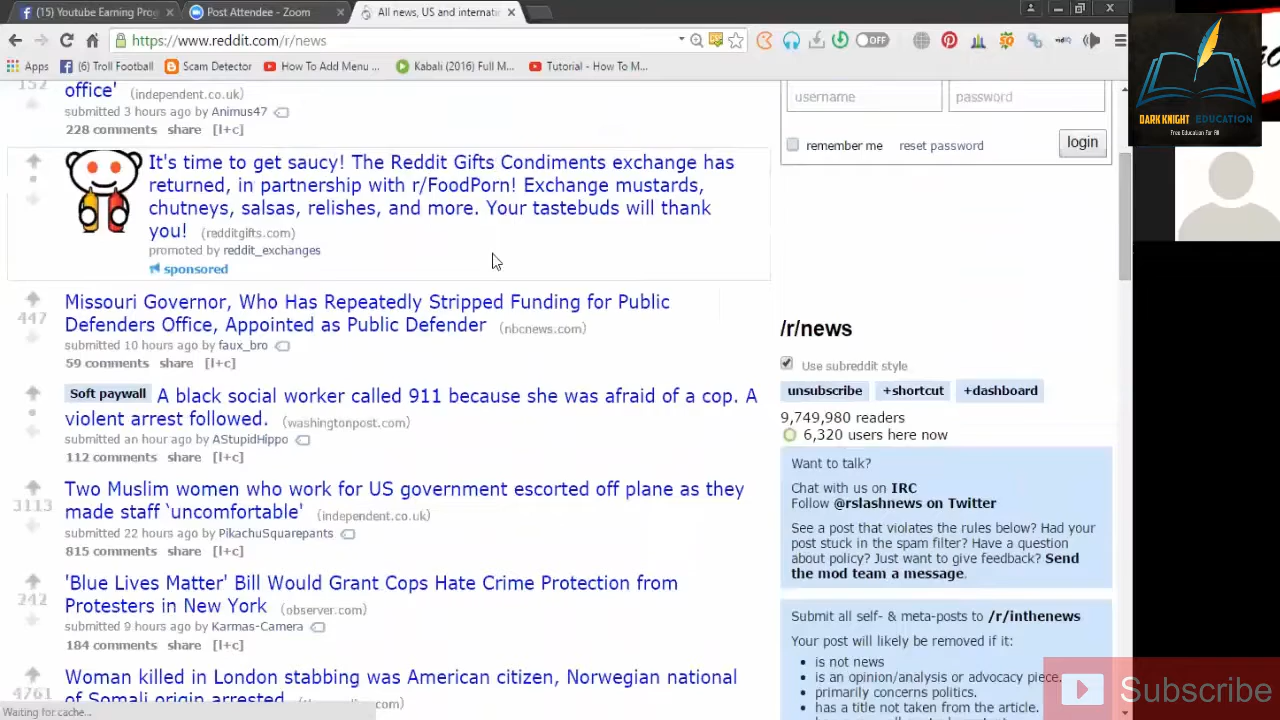 (15) Youtube Earning Prog
Post Attendee - Zoom
All news, US and internati
https://www.reddit.com/r/news
OFF
Apps
(6) Troll Football
Scam Detector
How To Add Menu ...
Kabali (2016) Full M...
Tutorial - How To M...
152
office' (independent.co.uk)
submitted 3 hours ago by Animus47
228 comments share [l+c]
It's time to get saucy! The Reddit Gifts Condiments exchange has
returned, in partnership with r/FoodPorn! Exchange mustards,
chutneys, salsas, relishes, and more. Your tastebuds will thank
you! (redditgifts.com)
promoted by reddit_exchanges
sponsored
447
Missouri Governor, Who Has Repeatedly Stripped Funding for Public
Defenders Office, Appointed as Public Defender (nbcnews.com)
submitted 10 hours ago by faux_bro
59 comments share [l+c]
Soft paywall A black social worker called 911 because she was afraid of a cop. A
violent arrest followed. (washingtonpost.com)
submitted an hour ago by AStupidHippo
112 comments share [l+c]
3113
Two Muslim women who work for US government escorted off plane as they
made staff 'uncomfortable' (independent.co.uk)
submitted 22 hours ago by PikachuSquarepants
815 comments share [l+c]
242
'Blue Lives Matter' Bill Would Grant Cops Hate Crime Protection from
Protesters in New York (observer.com)
submitted 9 hours ago by Karmas-Camera
184 comments share [l+c]
4761
Woman killed in London stabbing was American citizen, Norwegian national
of Somali origin arrested
Waiting for cache...
username
password
remember me reset password
login
/r/news
Use subreddit style
unsubscribe +shortcut +dashboard
9,749,980 readers
6,320 users here now
Want to talk?
Chat with us on IRC
Follow @rslashnews on Twitter
See a post that violates the rules below? Had your
post stuck in the spam filter? Have a question
about policy? Just want to give feedback? Send
the mod team a message.
Submit all self- & meta-posts to /r/inthenews
Your post will likely be removed if it:
is not news
is an opinion/analysis or advocacy piece.
primarily concerns politics.
has a title not taken from the article.
DARK KNIGHT EDUCATION
Free Education For All
Subscribe